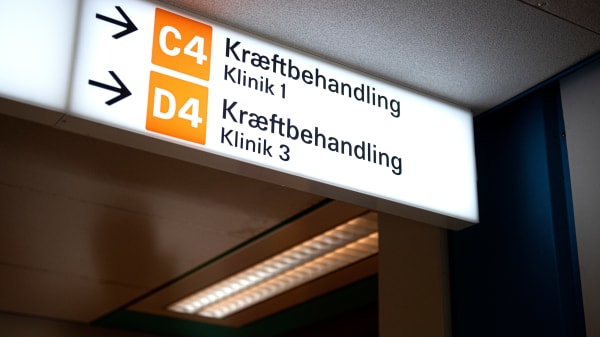 → C4 Kræftbehandling
Klinik 1
→ D4 Kræftbehandling
Klinik 3